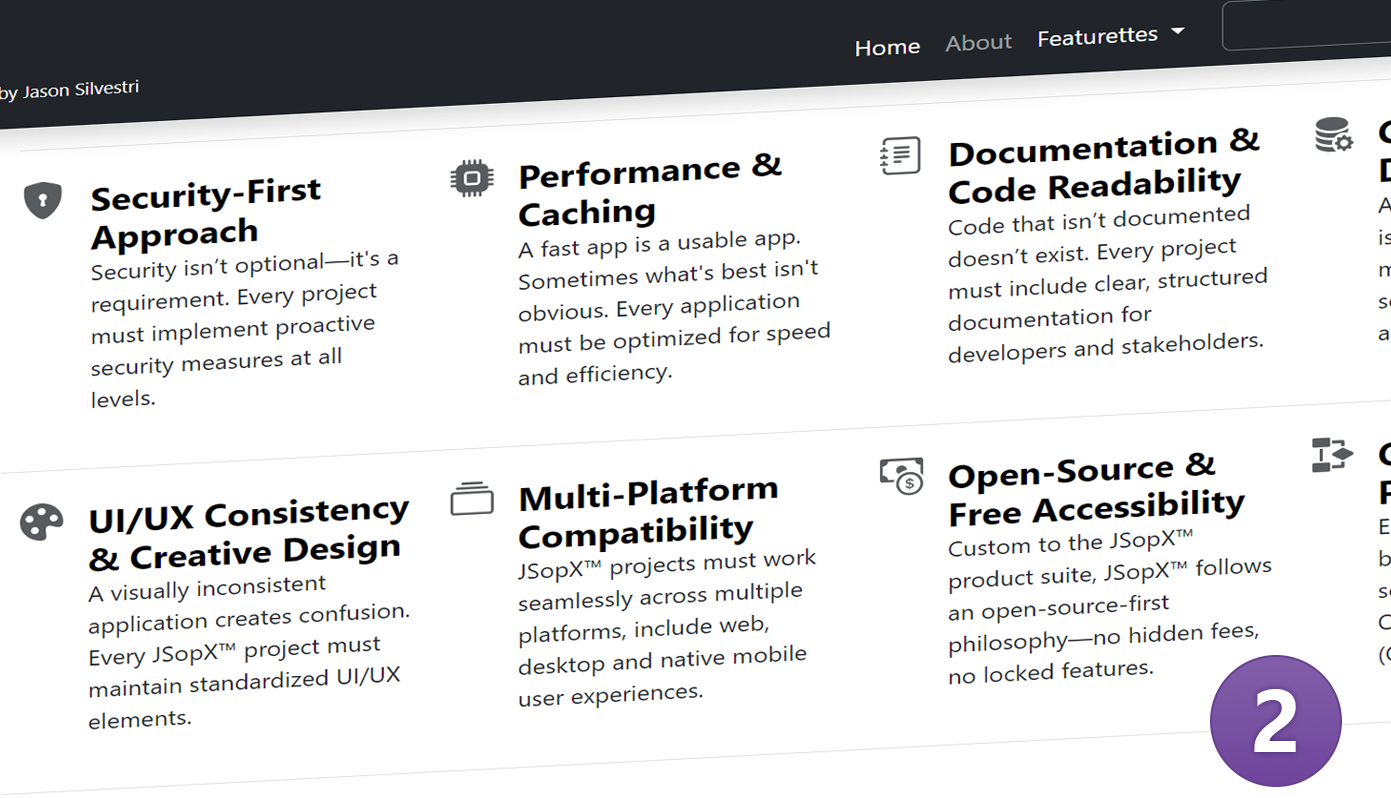 Home
About
Featurettes
by Jason Silvestri
Security-First
Approach
Security isn’t optional—it's a
requirement. Every project
must implement proactive
security measures at all
levels.
Performance &
Caching
A fast app is a usable app.
Sometimes what's best isn't
obvious. Every application
must be optimized for speed
and efficiency.
Documentation &
Code Readability
Code that isn’t documented
doesn’t exist. Every project
must include clear, structured
documentation for
developers and stakeholders.
UI/UX Consistency
& Creative Design
A visually inconsistent
application creates confusion.
Every JSopX™ project must
maintain standardized UI/UX
elements.
Multi-Platform
Compatibility
JSopX™ projects must work
seamlessly across multiple
platforms, include web,
desktop and native mobile
user experiences.
Open-Source &
Free Accessibility
Custom to the JSopX™
product suite, JSopX™ follows
an open-source-first
philosophy—no hidden fees,
no locked features.
2